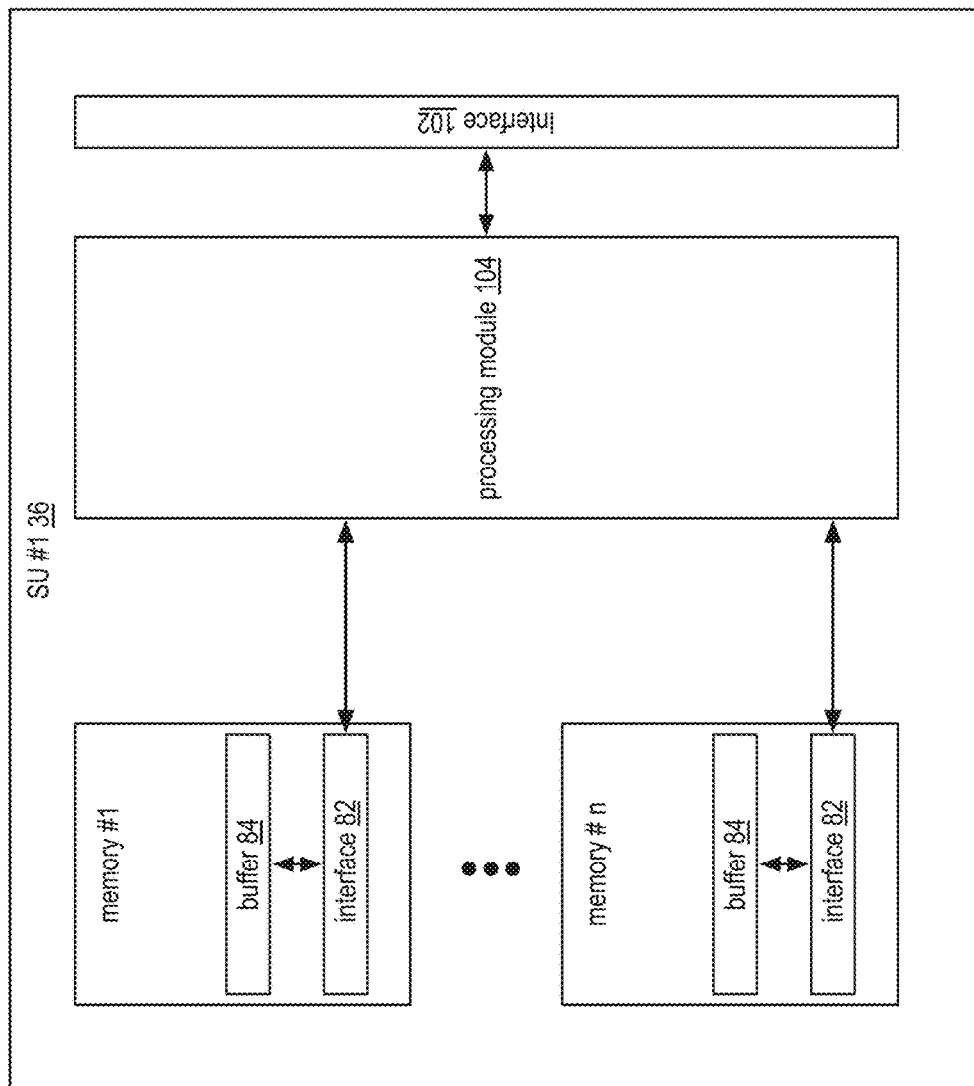 SU #1 36
memory #1
buffer 84
interface 82
memory # n
buffer 84
interface 82
processing module 104
Interface 102